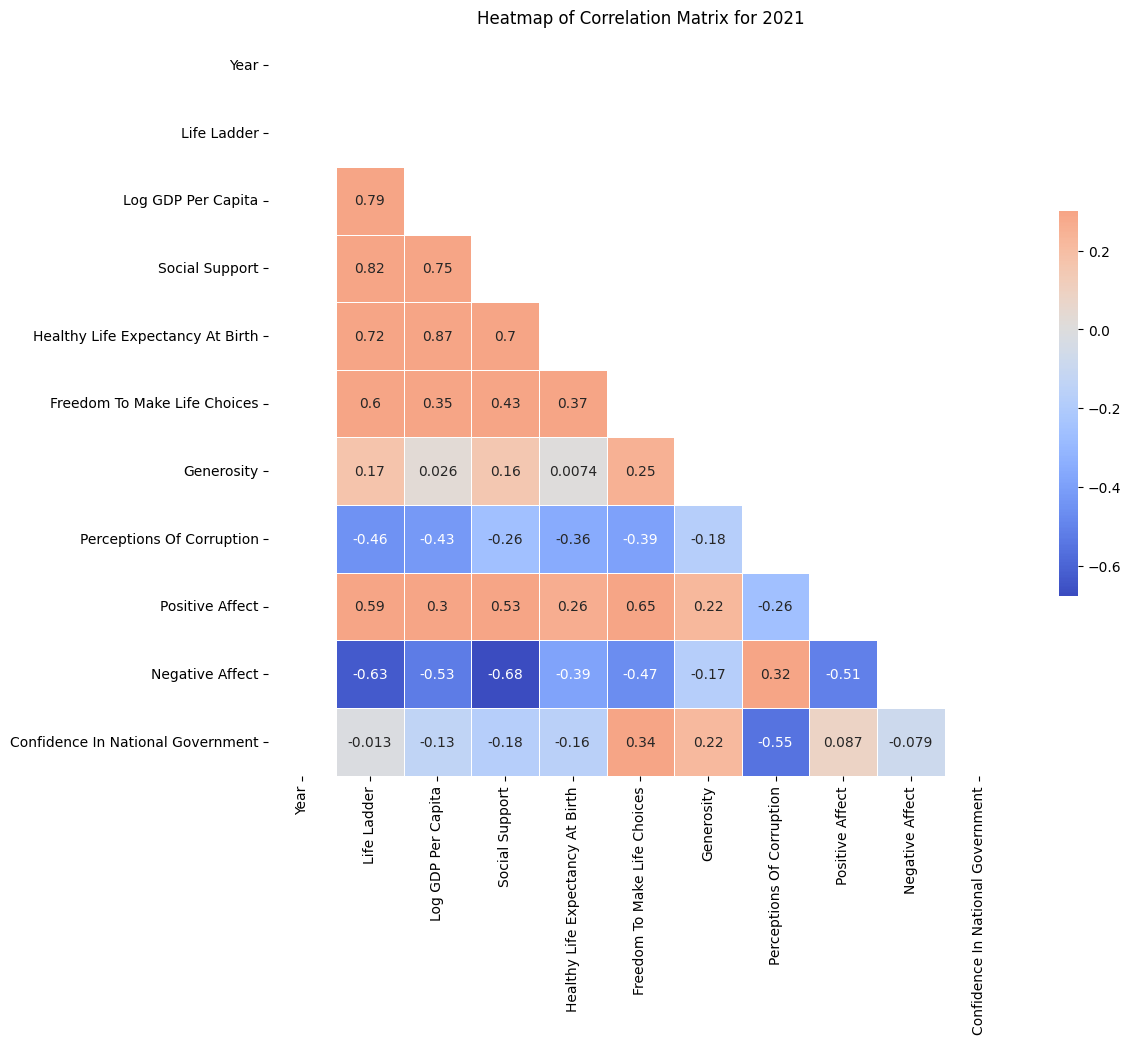 Heatmap of Correlation Matrix for 2021
Year
Life Ladder
Log GDP Per Capita
0.79
Social Support
0.82 0.75
Healthy Life Expectancy At Birth
0.72 0.87 0.7
Freedom To Make Life Choices
0.6 0.35 0.43 0.37
Generosity
0.17 0.026 0.16 0.0074 0.25
Perceptions Of Corruption
-0.46 -0.43 -0.26 -0.36 -0.39 -0.18
Positive Affect
0.59 0.3 0.53 0.26 0.65 0.22 -0.26
Negative Affect
-0.63 -0.53 -0.68 -0.39 -0.47 -0.17 0.32 -0.51
Confidence In National Government
-0.013 -0.13 -0.18 -0.16 0.34 0.22 -0.55 0.087 -0.079
Year
Life Ladder
Log GDP Per Capita
Social Support
Healthy Life Expectancy At Birth
Freedom To Make Life Choices
Generosity
Perceptions Of Corruption
Positive Affect
Negative Affect
Confidence In National Government
0.2
0.0
−0.2
−0.4
−0.6